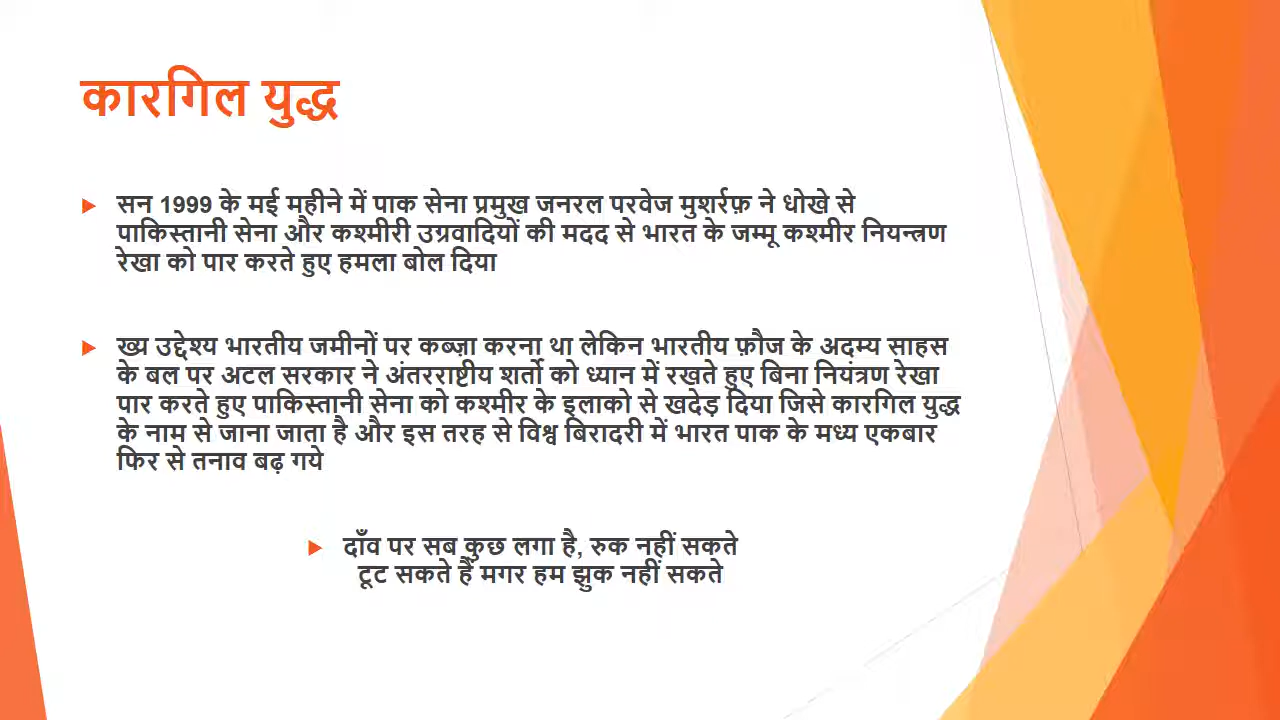 कारगिल युद्ध
सन 1999 के मई महीने में पाक सेना प्रमुख जनरल परवेज मुशर्रफ़ ने धोखे से
पाकिस्तानी सेना और कश्मीरी उग्रवादियों की मदद से भारत के जम्मू कश्मीर नियन्त्रण
रेखा को पार करते हुए हमला बोल दिया
ख्य उद्देश्य भारतीय जमीनों पर कब्ज़ा करना था लेकिन भारतीय फ़ौज के अदम्य साहस
के बल पर अटल सरकार ने अंतरराष्टीय शर्तो को ध्यान में रखते हुए बिना नियंत्रण रेखा
पार करते हुए पाकिस्तानी सेना को कश्मीर के इलाको से खदेड़ दिया जिसे कारगिल युद्ध
के नाम से जाना जाता है और इस तरह से विश्व बिरादरी में भारत पाक के मध्य एकबार
फिर से तनाव बढ़ गये
दाँव पर सब कुछ लगा है, रुक नहीं सकते
टूट सकते हैं मगर हम झुक नहीं सकते